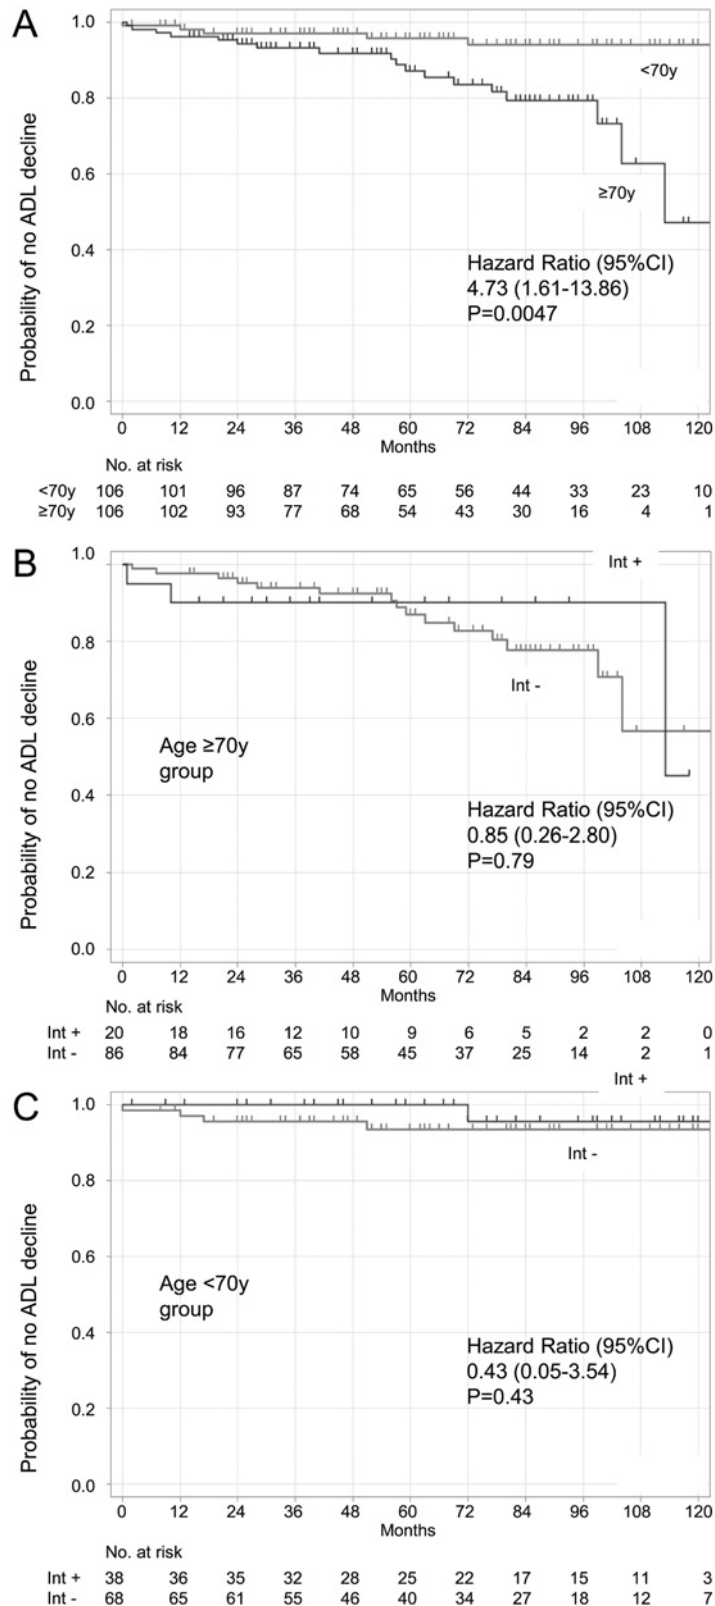 A
Probability of no ADL decline
1.0
0.8
0.6
0.4
0.2
0.0
<70y
≥70y
Hazard Ratio (95%CI)
4.73 (1.61-13.86)
P=0.0047
0 12 24 36 48 60 72 84 96 108 120
Months
No. at risk
<70y 106 101 96 87 74 65 56 44 33 23 10
≥70y 106 102 93 77 68 54 43 30 16 4 1
B
Probability of no ADL decline
1.0
0.8
0.6
0.4
0.2
0.0
Int +
Int -
Age ≥70y
group
Hazard Ratio (95%CI)
0.85 (0.26-2.80)
P=0.79
0 12 24 36 48 60 72 84 96 108 120
Months
No. at risk
Int + 20 18 16 12 10 9 6 5 2 2 0
Int - 86 84 77 65 58 45 37 25 14 2 1
C
Probability of no ADL decline
1.0
0.8
0.6
0.4
0.2
0.0
Int +
Int -
Age <70y
group
Hazard Ratio (95%CI)
0.43 (0.05-3.54)
P=0.43
0 12 24 36 48 60 72 84 96 108 120
Months
No. at risk
Int + 38 36 35 32 28 25 22 17 15 11 3
Int - 68 65 61 55 46 40 34 27 18 12 7